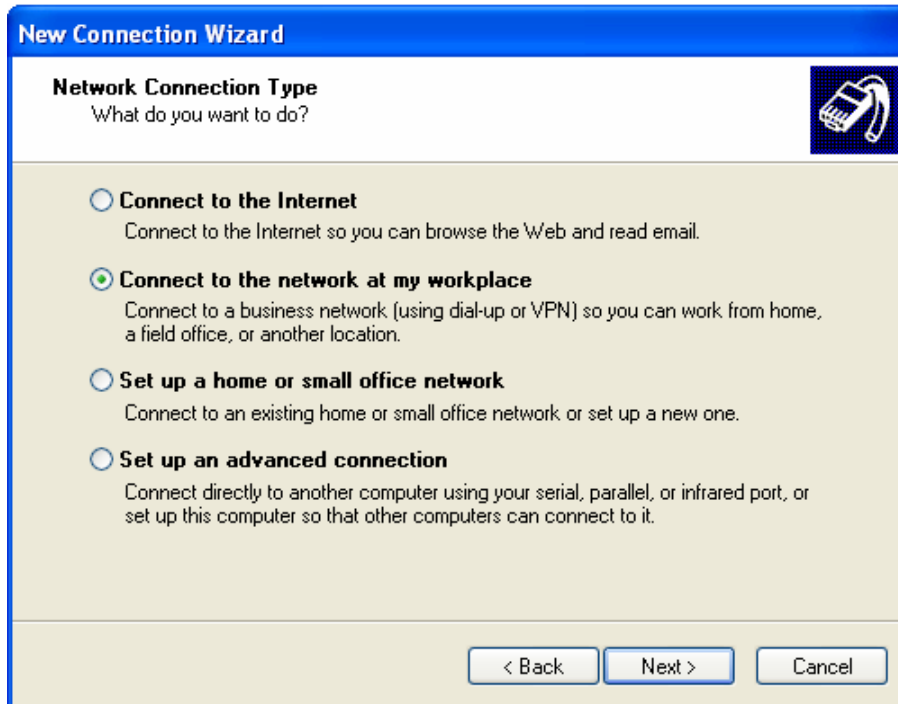 New Connection Wizard
Network Connection Type
What do you want to do?
Connect to the Internet
Connect to the Internet so you can browse the Web and read email.
Connect to the network at my workplace
Connect to a business network (using dial-up or VPN) so you can work from home,
a field office, or another location.
Set up a home or small office network
Connect to an existing home or small office network or set up a new one.
Set up an advanced connection
Connect directly to another computer using your serial, parallel, or infrared port, or
set up this computer so that other computers can connect to it.
< Back Next > Cancel